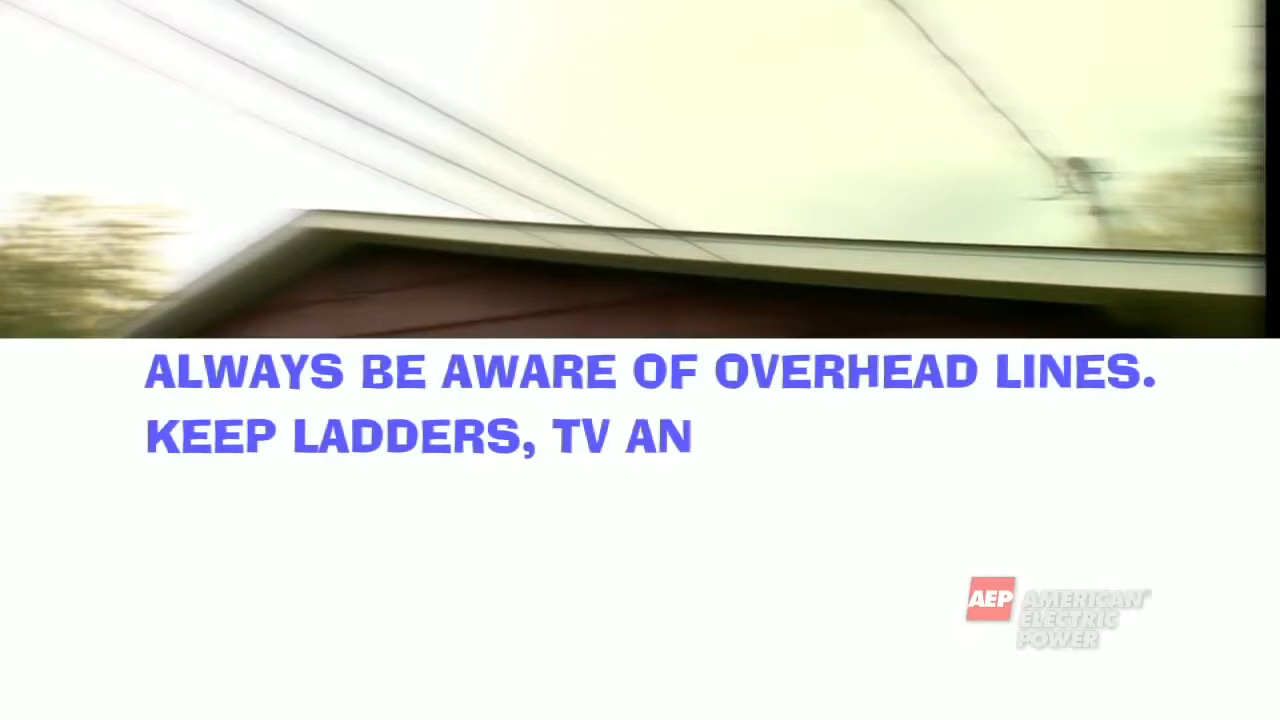 ALWAYS BE AWARE OF OVERHEAD LINES.
KEEP LADDERS, TV AN
AEP AMERICAN
ELECTRIC
POWER